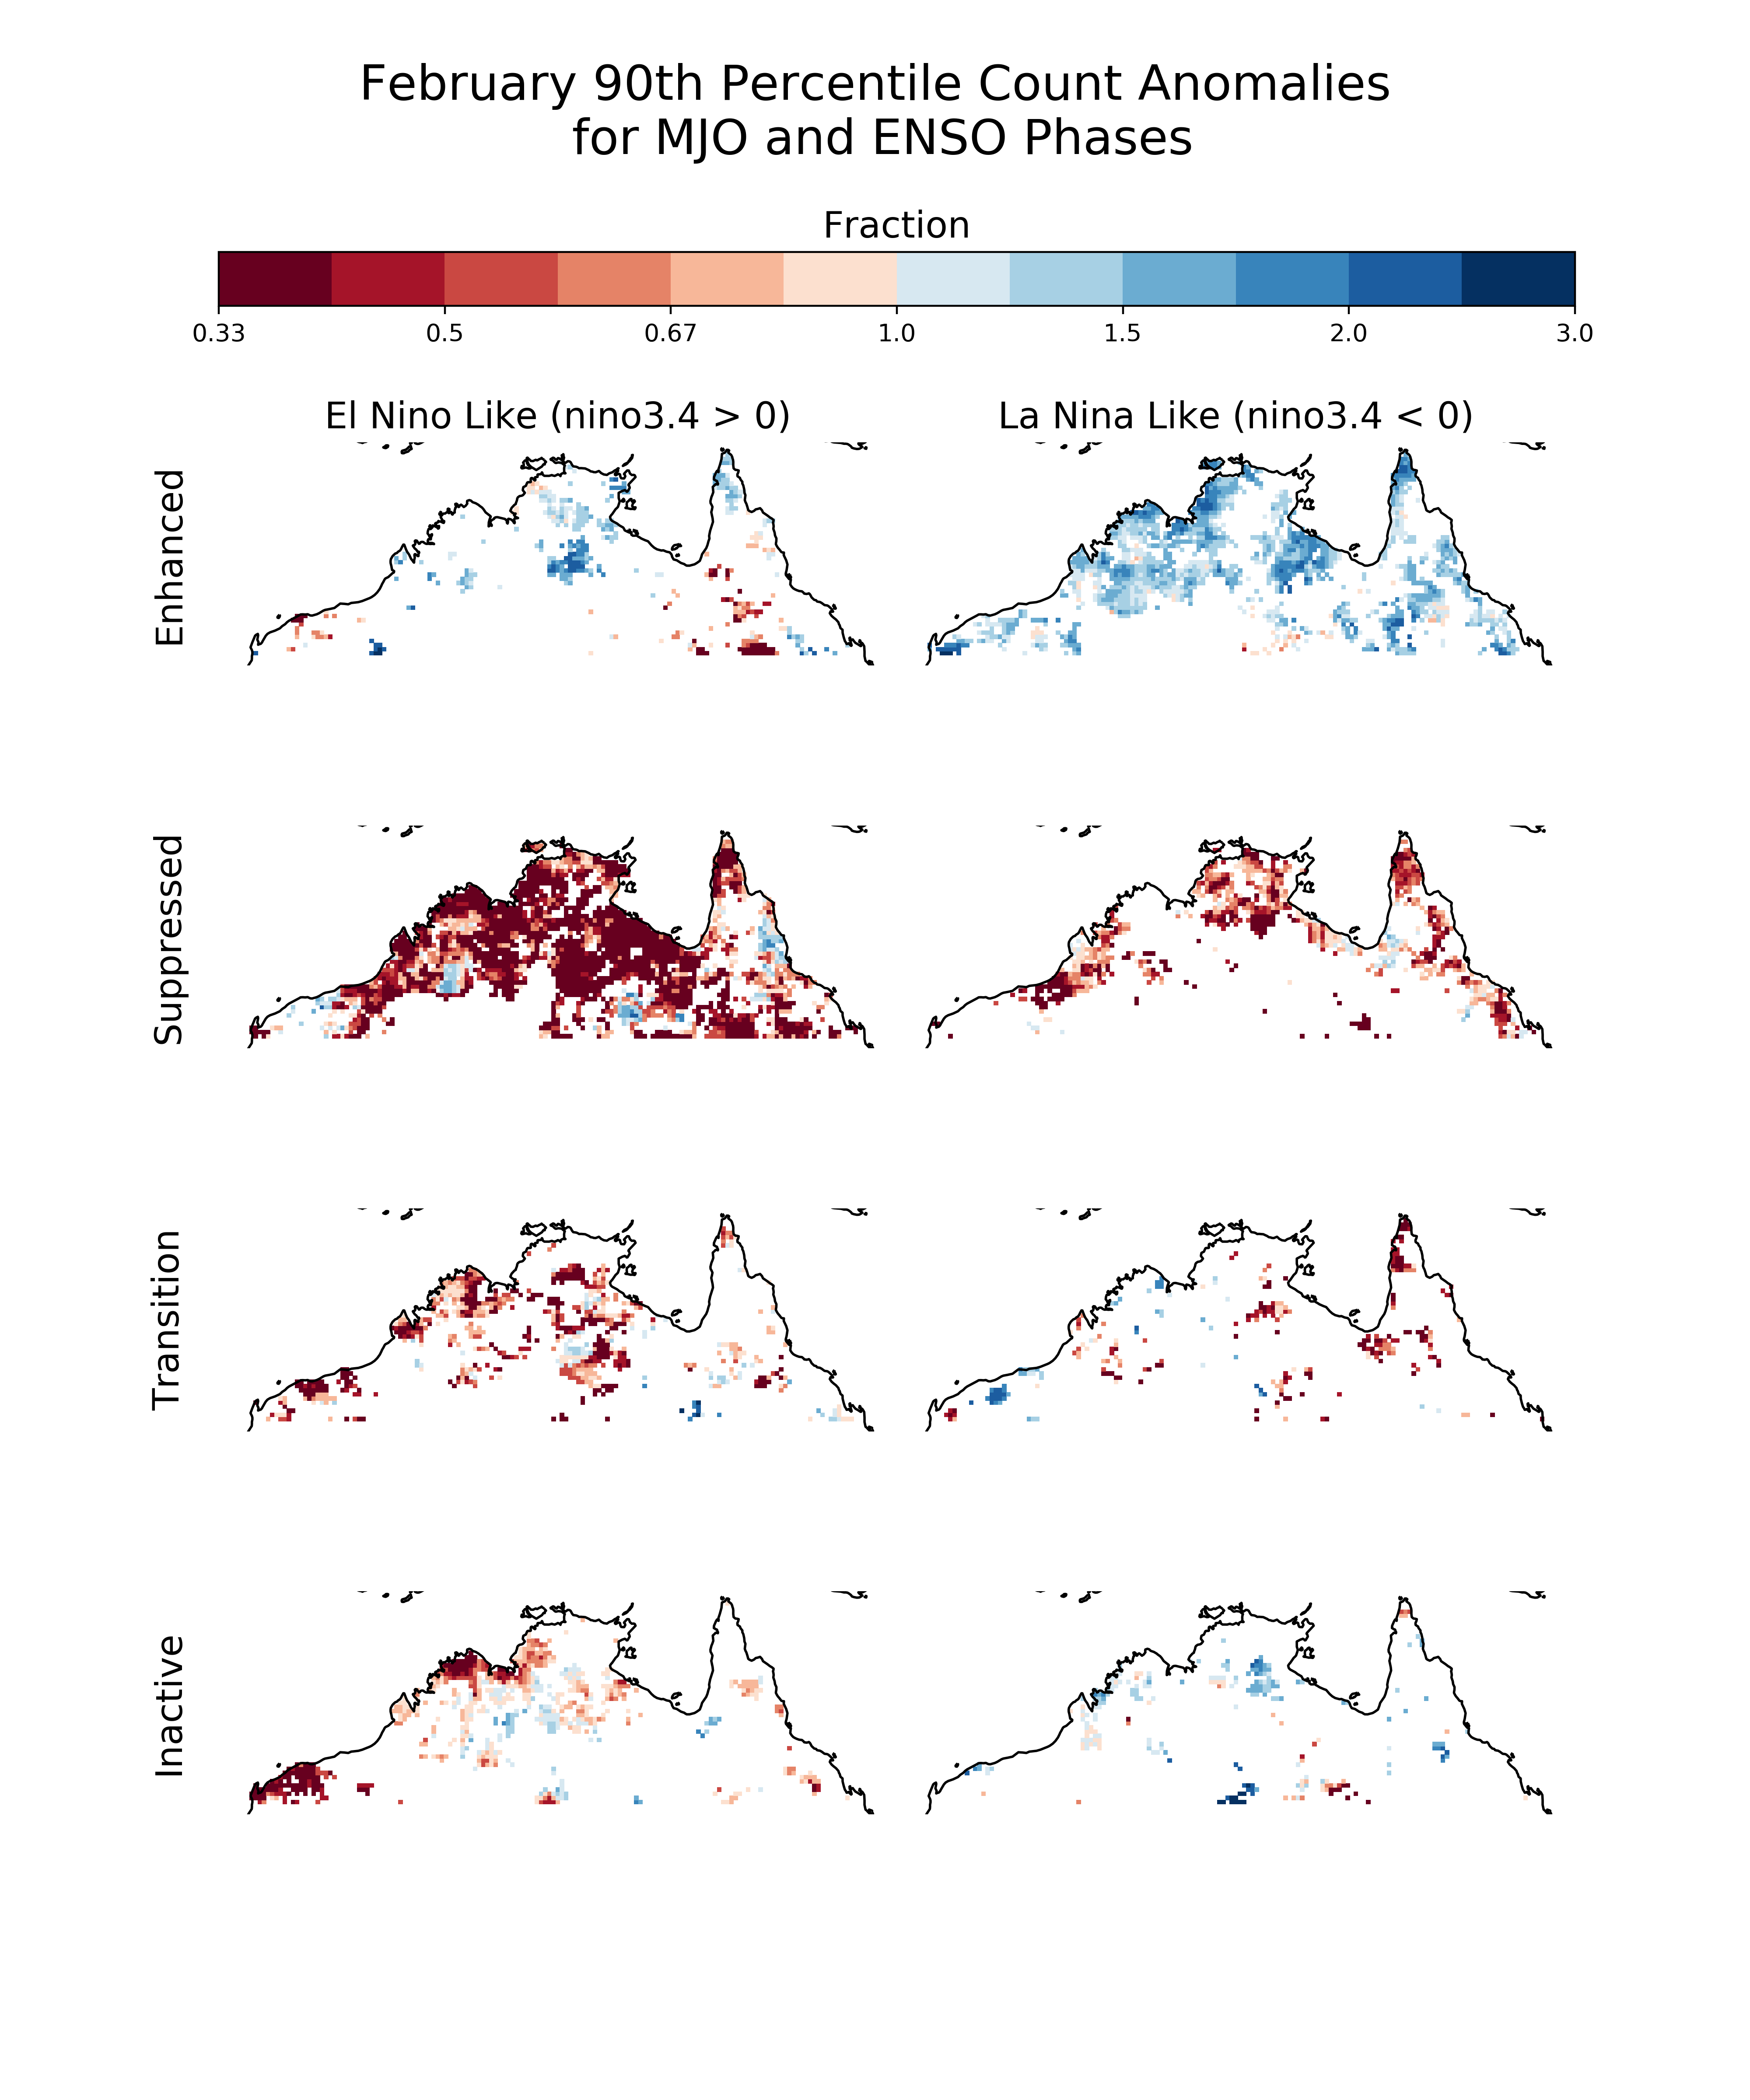 February 90th Percentile Count Anomalies
for MJO and ENSO Phases
Fraction
0.33 0.5 0.67 1.0 1.5 2.0 3.0
El Nino Like (nino3.4 > 0) La Nina Like (nino3.4 < 0)
Enhanced
Suppressed
Transition
Inactive